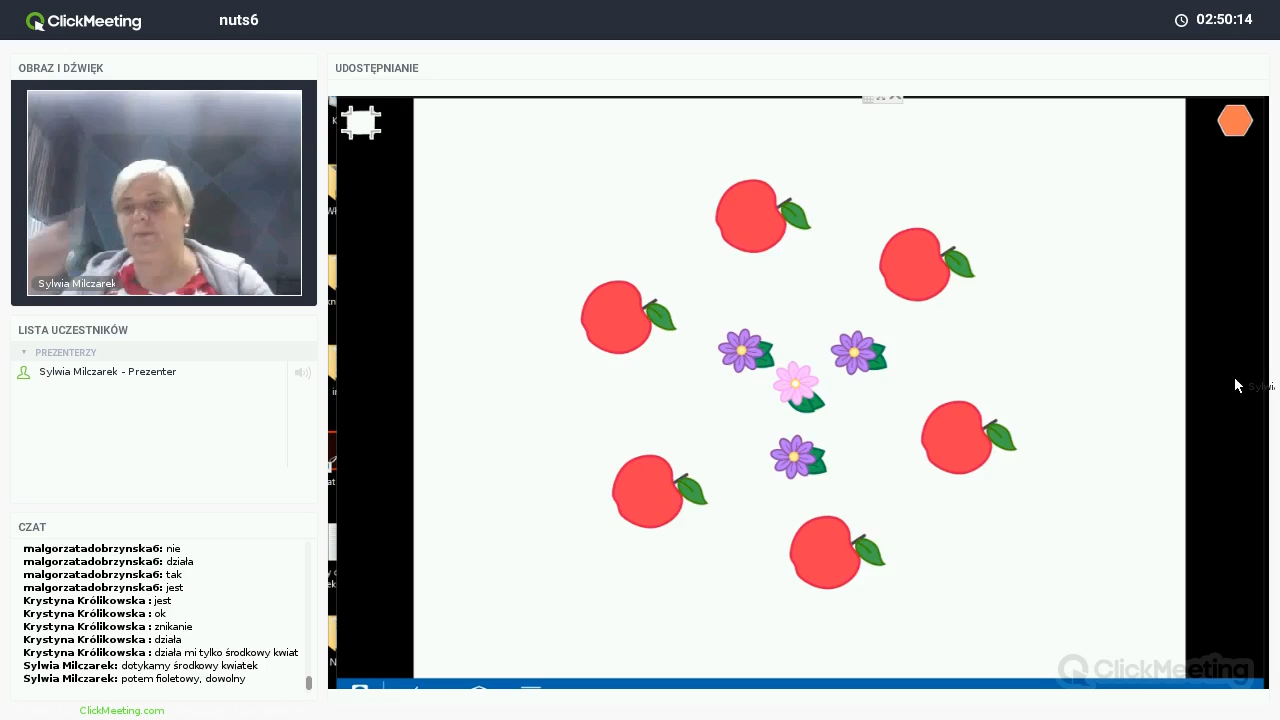 ClickMeeting
nuts6
02:50:14
OBRAZ I DŹWIĘK
UDOSTĘPNIANIE
Sylwia Milczarek
LISTA UCZESTNIKÓW
PREZENTERZY
Sylwia Milczarek - Prezenter
CZAT
malgorzatadobrzynska6: nie
malgorzatadobrzynska6: działa
malgorzatadobrzynska6: tak
malgorzatadobrzynska6: jest
Krystyna Królikowska : jest
Krystyna Królikowska : ok
Krystyna Królikowska : znikanie
Krystyna Królikowska : działa
Krystyna Królikowska : działa mi tylko środkowy kwiat
Sylwia Milczarek: dotykamy środkowy kwiatek
Sylwia Milczarek: potem fioletowy, dowolny
ClickMeeting.com
ClickMeeting